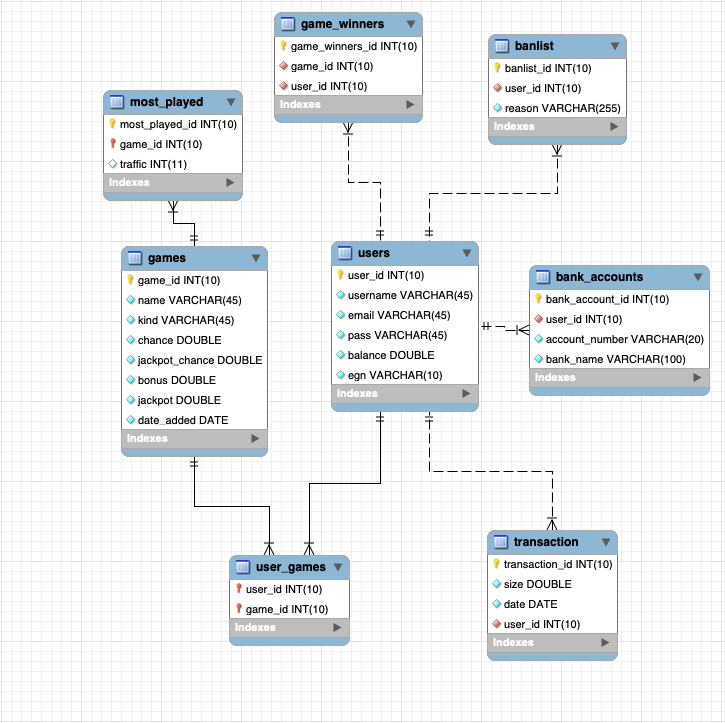 game_winners
game_winners_id INT(10)
game_id INT(10)
user_id INT(10)
Indexes
banlist
banlist_id INT(10)
user_id INT(10)
reason VARCHAR(255)
Indexes
most_played
most_played_id INT(10)
game_id INT(10)
traffic INT(11)
Indexes
games
game_id INT(10)
name VARCHAR(45)
kind VARCHAR(45)
chance DOUBLE
jackpot_chance DOUBLE
bonus DOUBLE
jackpot DOUBLE
date_added DATE
Indexes
users
user_id INT(10)
username VARCHAR(45)
email VARCHAR(45)
pass VARCHAR(45)
balance DOUBLE
egn VARCHAR(10)
Indexes
bank_accounts
bank_account_id INT(10)
user_id INT(10)
account_number VARCHAR(20)
bank_name VARCHAR(100)
Indexes
user_games
user_id INT(10)
game_id INT(10)
Indexes
transaction
transaction_id INT(10)
size DOUBLE
date DATE
user_id INT(10)
Indexes